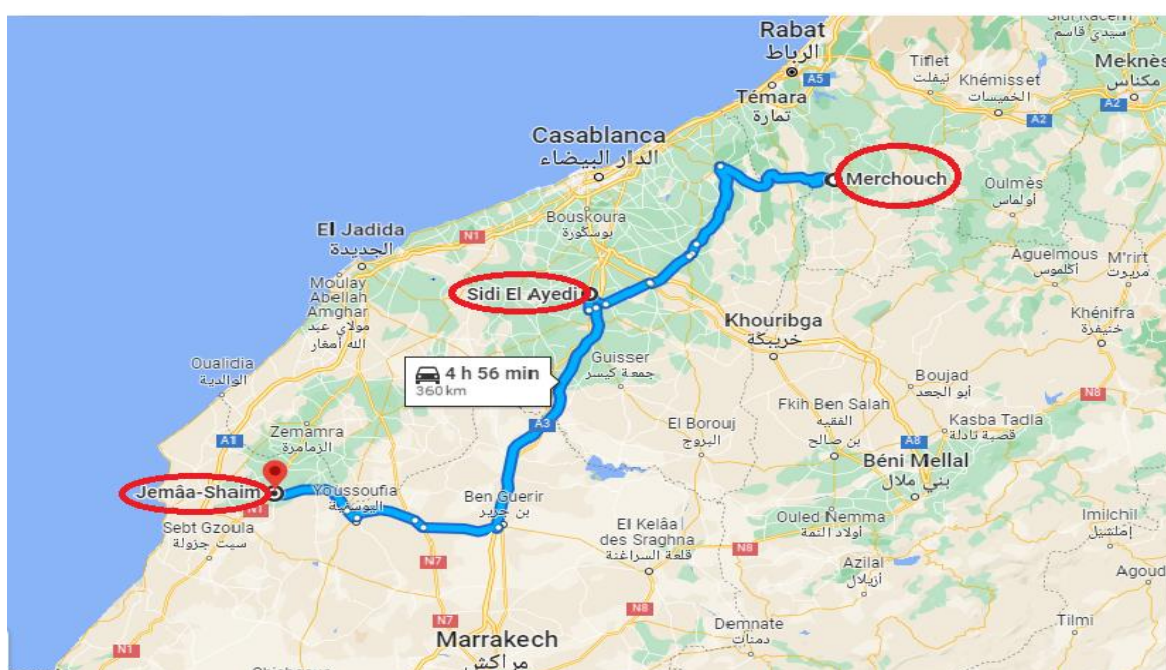 Rabat
الرباط
سيدي قاسم
Meknès
مكناس
Tiflet
تيفلت
Khémisset
الخميسات
A5
A2
A2
Témara
تمارة
Casablanca
الدار البيضاء
Merchouch
Oulmès
أولماس
Bouskoura
بوسكورة
El Jadida
الجديدة
N1
Aguelmous
أكلموس
M'rirt
مريرت
Moulay
Abellah
Amghar
مولاي عبد
الله أمغار
Sidi El Ayedi
Khouribga
خريبكة
Khénifra
خنيفرة
Oualidia
الوالدية
Guisser
جمعة كيسر
4 h 56 min
360 km
Boujad
أبو الجعد
N8
Fkih Ben Salah
الفقيه
بن صالح
Kasba Tadla
قصبة تادلة
El Borouj
البروج
A3
A1
Zemamra
الزمامرة
A8
Béni Mellal
بني ملال
Jemâa-Shaim
N1
Youssoufia
اليوسفية
Ben Guerir
بن جرير
Sebt Gzoula
سبت جزولة
El Kelâa
des Sraghna
قلعة السراغنة
Ouled Nemma
أولاد النمة
Imilchil
إملشيل
N7
N8
Azilal
أزيلال
Agoud
N7
N8
Demnate
دمنات
Tilmi
N1
Marrakech
مراكش